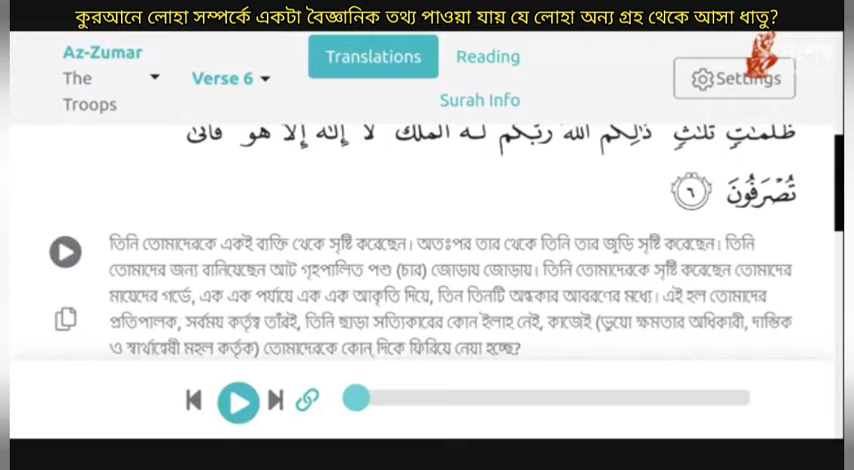 কুরআনে লোহা সম্পর্কে একটা বৈজ্ঞানিক তথ্য পাওয়া যায় যে লোহা অন্য গ্রহ থেকে আসা ধাতু?
Az-Zumar
The
Troops
Verse 6
Translations
Reading
Surah Info
Settings
ظُلُمَٰتٍ ثَلَٰثٍ ذَٰلِكُمُ اللَّهُ رَبُّكُمْ لَهُ الْمُلْكُ لَا إِلَٰهَ إِلَّا هُوَ فَأَنَّىٰ
تُصْرَفُونَ ٦
তিনি তোমাদেরকে একই ব্যক্তি থেকে সৃষ্টি করেছেন। অতঃপর তার থেকে তিনি তার জুড়ি সৃষ্টি করেছেন। তিনি
তোমাদের জন্য বানিয়েছেন আট গৃহপালিত পশু (চার) জোড়ায় জোড়ায়। তিনি তোমাদেরকে সৃষ্টি করেছেন তোমাদের
মায়েদের গর্ভে, এক এক পর্যায়ে এক এক আকৃতি দিয়ে, তিন তিনটি অন্ধকার আবরণের মধ্যে। এই হল তোমাদের
প্রতিপালক, সর্বময় কর্তৃত্ব তাঁরই, তিনি ছাড়া সত্যিকারের কোন ইলাহ নেই, কাজেই (ভুয়ো ক্ষমতার অধিকারী, দাম্ভিক
ও স্বার্থান্বেষী মহল কর্তৃক) তোমাদেরকে কোন্ দিকে ফিরিয়ে নেয়া হচ্ছে?